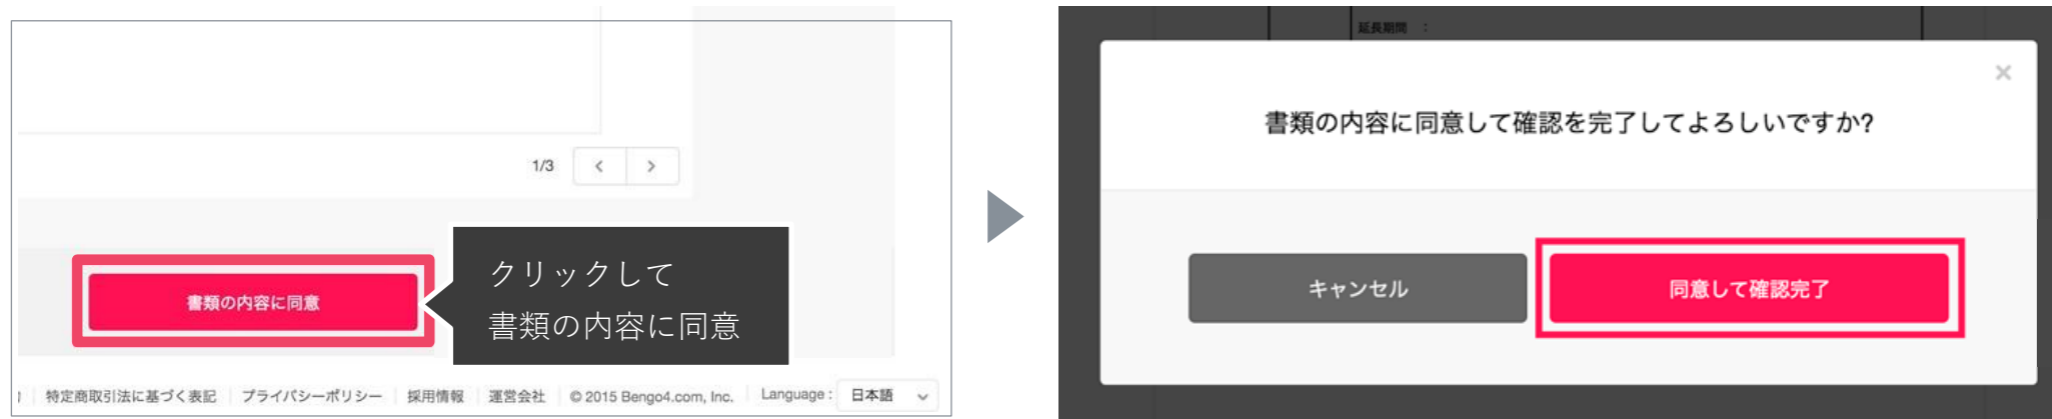 1/3
書類の内容に同意
クリックして
書類の内容に同意
特定商取引法に基づく表記 プライバシーポリシー 採用情報 運営会社 © 2015 Bengo4.com, Inc. Language : 日本語
延長期間 :
×
書類の内容に同意して確認を完了してよろしいですか?
キャンセル 同意して確認完了